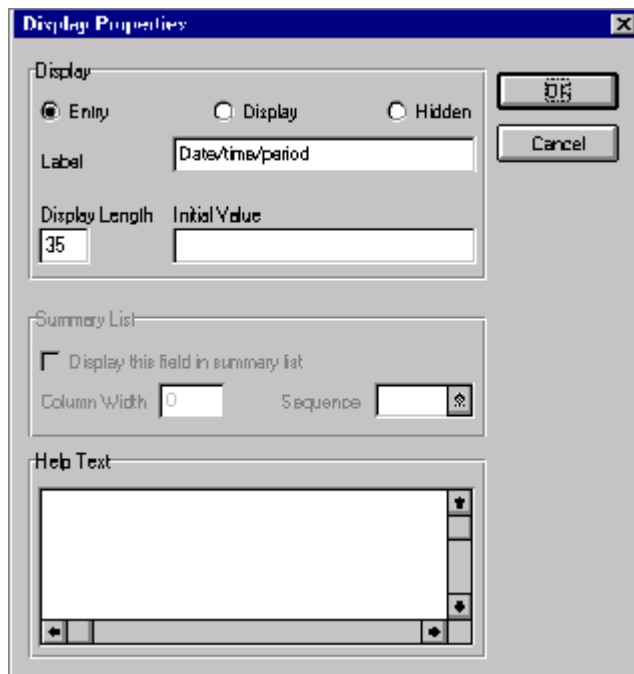 Display Properties
Display
Entry
Display
Hidden
OK
Cancel
Label
Date/time/period
Display Length
Initial Value
35
Summary List
Display this field in summary list
Column Width
0
Sequence
Help Text